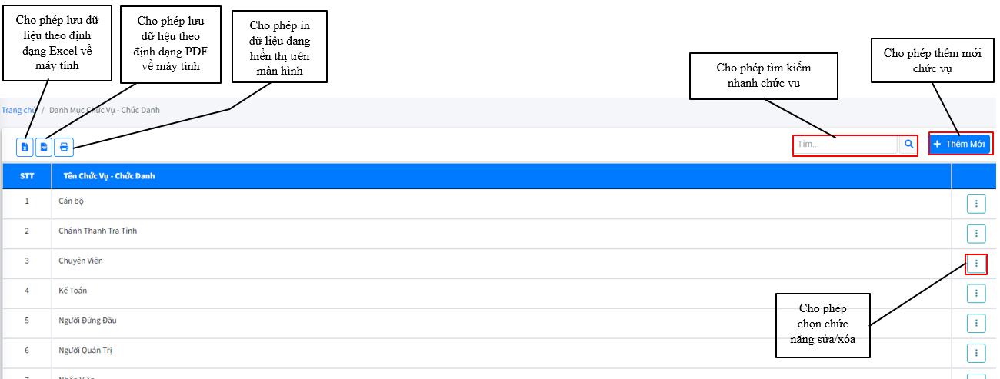 Cho phép lưu dữ
liệu theo định
dạng Excel về
máy tính
Cho phép lưu
dữ liệu theo
định dạng PDF
về máy tính
Cho phép in
dữ liệu đang
hiển thị trên
màn hình
Cho phép tìm kiếm
nhanh chức vụ
Cho phép thêm mới
chức vụ
Trang chủ / Danh Mục Chức Vụ - Chức Danh
Tìm...
Thêm Mới
STT Tên Chức Vụ - Chức Danh
1 Cán bộ
2 Chánh Thanh Tra Tỉnh
3 Chuyên Viên
4 Kế Toán
5 Người Đứng Đầu
6 Người Quản Trị
Cho phép
chọn chức
năng sửa/xóa
7 Nhân Viên